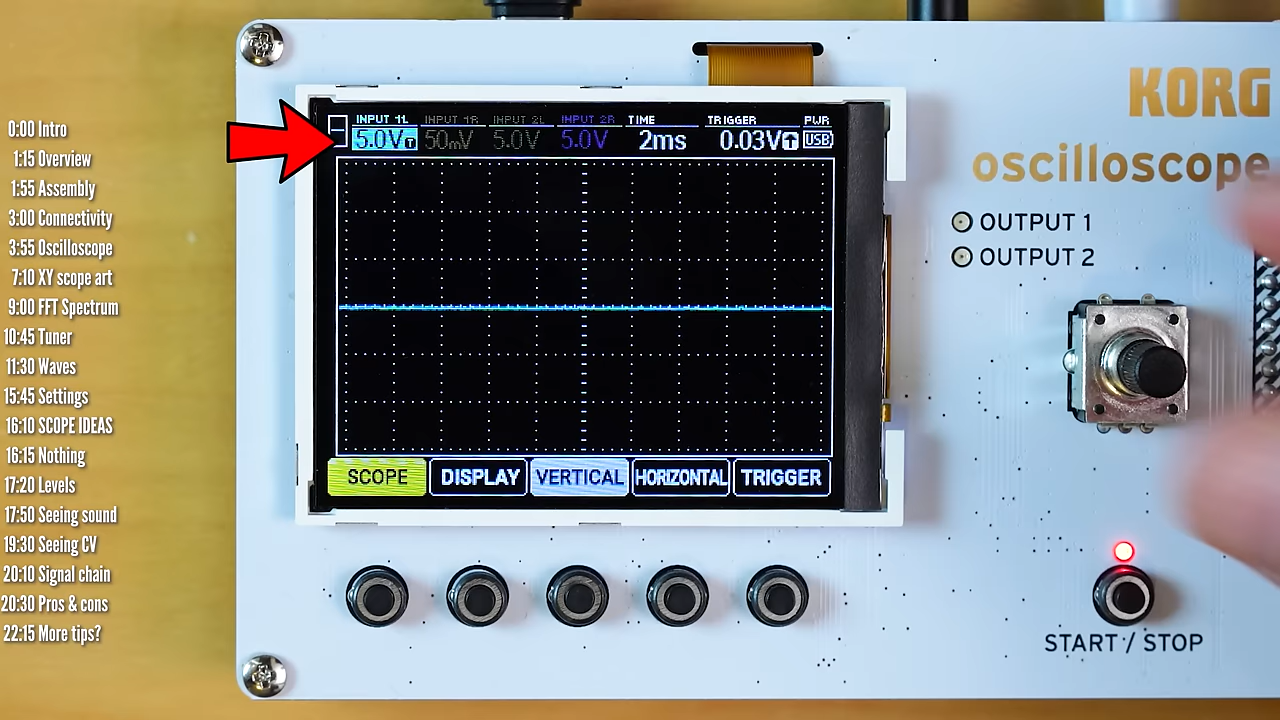 0:00 Intro
1:15 Overview
1:55 Assembly
3:00 Connectivity
3:55 Oscilloscope
7:10 XY scope art
9:00 FFT Spectrum
10:45 Tuner
11:30 Waves
15:45 Settings
16:10 SCOPE IDEAS
16:15 Nothing
17:20 Levels
17:50 Seeing sound
19:30 Seeing CV
20:10 Signal chain
20:30 Pros & cons
22:15 More tips?
INPUT 1L INPUT 1R INPUT 2L INPUT 2R TIME TRIGGER PWR
5.0V T 50mV 5.0V 5.0V 2ms 0.03V USB
SCOPE DISPLAY VERTICAL HORIZONTAL TRIGGER
KORG
oscilloscope
OUTPUT 1
OUTPUT 2
START / STOP